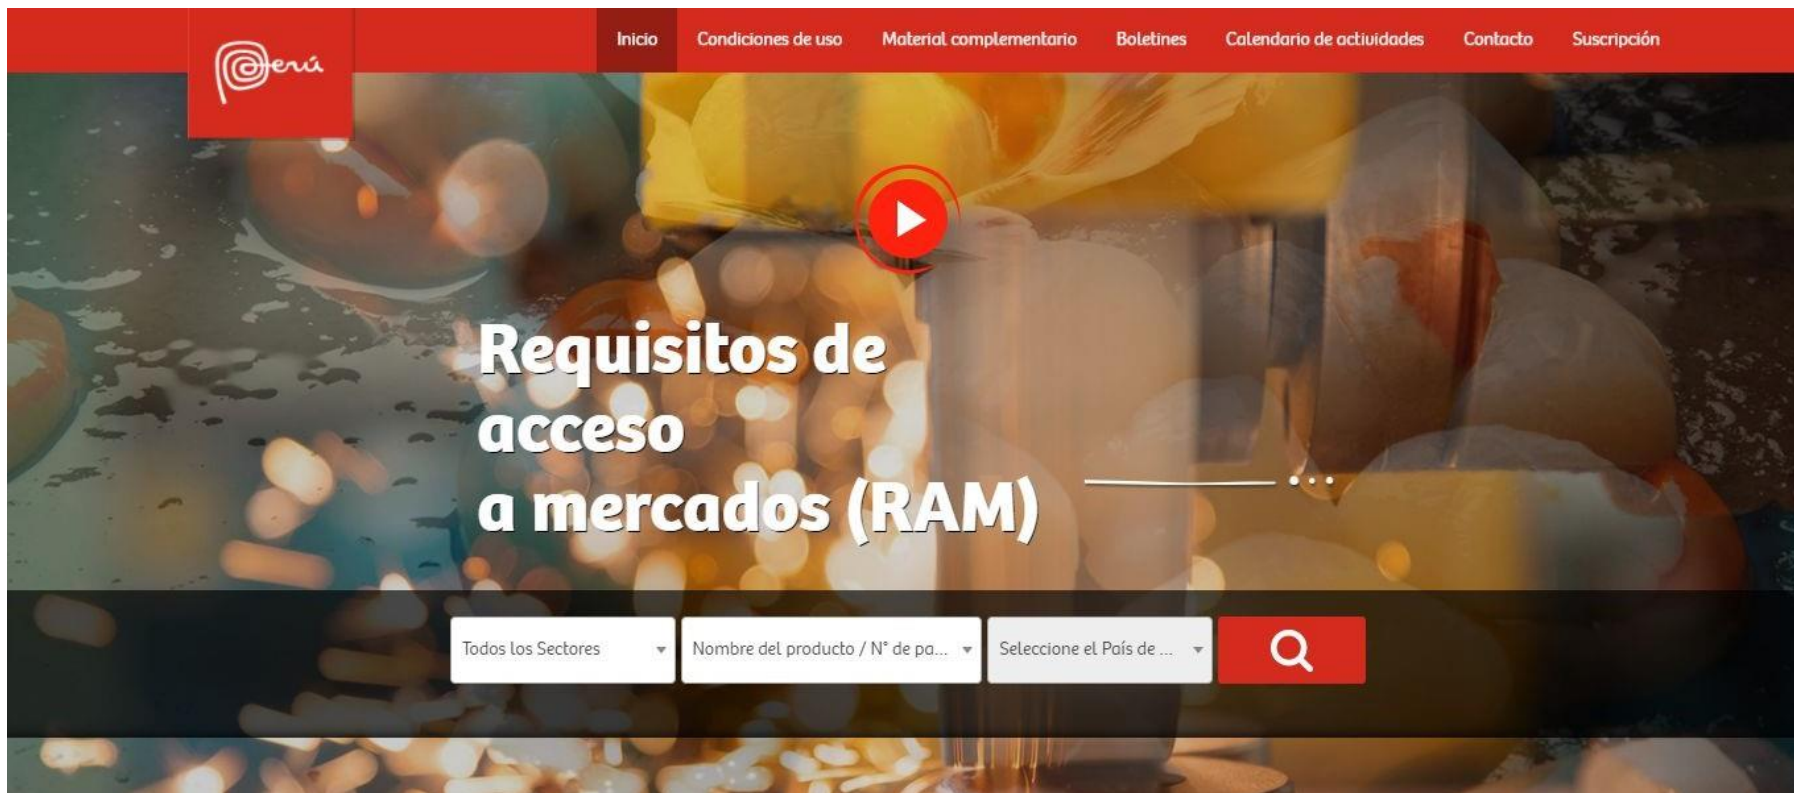 Perú
Inicio Condiciones de uso Material complementario Boletines Calendario de actividades Contacto Suscripción
Requisitos de
acceso
a mercados (RAM)
Todos los Sectores Nombre del producto / N° de pa... Seleccione el País de ...